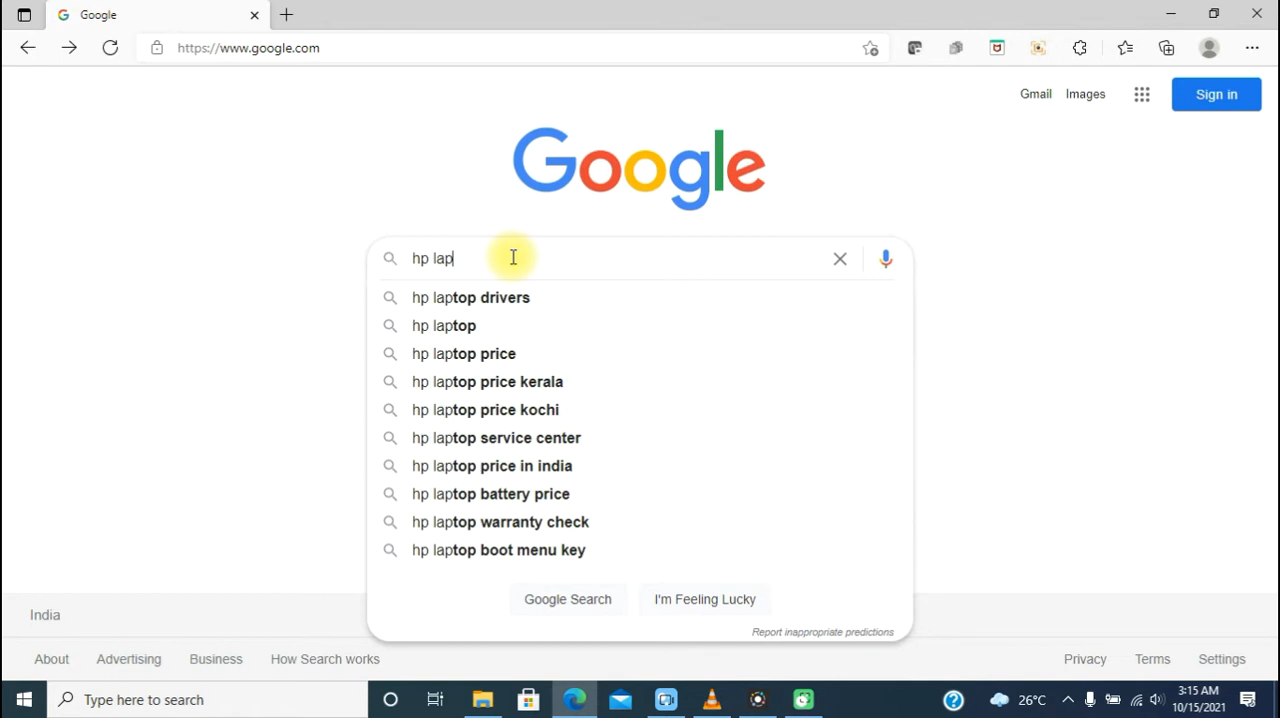 Google
https://www.google.com
Gmail Images Sign in
Google
hp lap
hp laptop drivers
hp laptop
hp laptop price
hp laptop price kerala
hp laptop price kochi
hp laptop service center
hp laptop price in india
hp laptop battery price
hp laptop warranty check
hp laptop boot menu key
Google Search I'm Feeling Lucky
Report inappropriate predictions
India
About Advertising Business How Search works Privacy Terms Settings
Type here to search 26°C 3:15 AM
10/15/2021